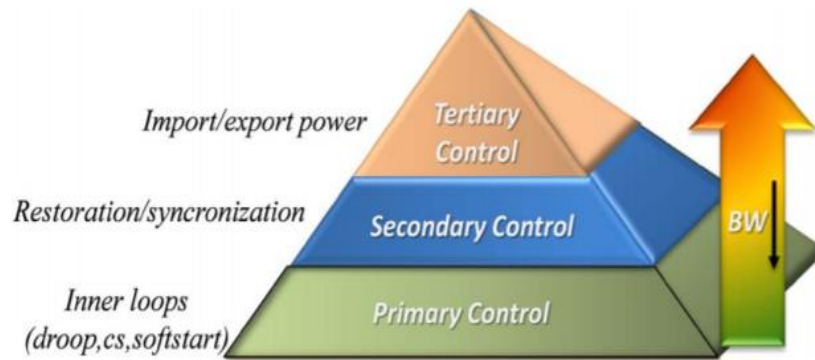 Import/export power
Tertiary
Control
Restoration/syncronization
Secondary Control
BW
Inner loops
(droop,cs,softstart)
Primary Control